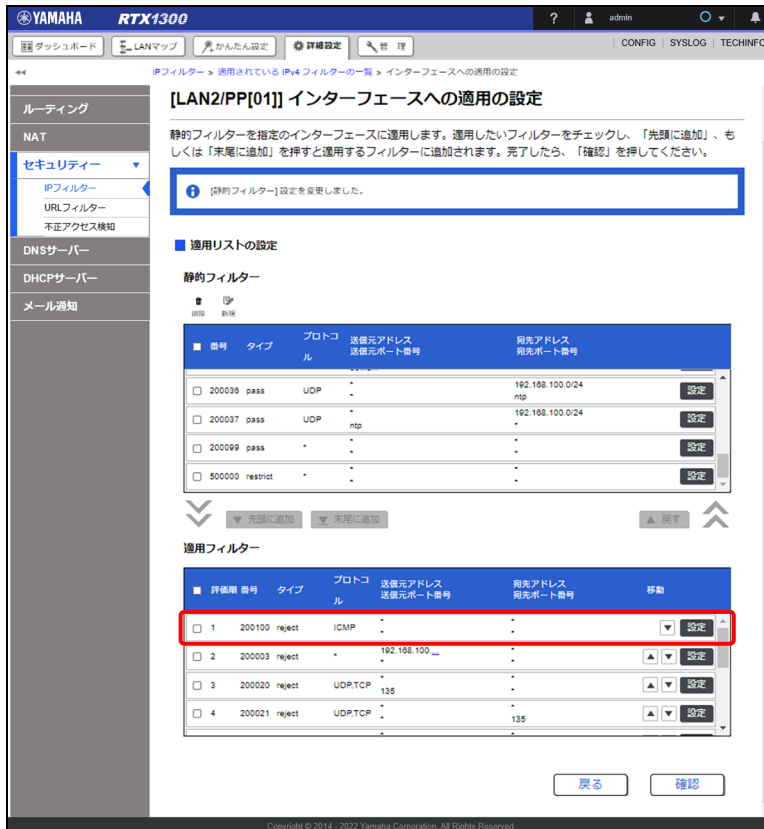 YAMAHA RTX1300 ? admin
ダッシュボード LANマップ かんたん設定 詳細設定 管 理 CONFIG SYSLOG TECHINFO
IPフィルター > 適用されている IPv4 フィルターの一覧 > インターフェースへの適用の設定
ルーティング
NAT
セキュリティー
IPフィルター
URLフィルター
不正アクセス検知
DNSサーバー
DHCPサーバー
メール通知
[LAN2/PP[01]] インターフェースへの適用の設定
静的フィルターを指定のインターフェースに適用します。適用したいフィルターをチェックし、「先頭に追加」、も
しくは「末尾に追加」を押すと適用するフィルターに追加されます。完了したら、「確認」を押してください。
[静的フィルター] 設定を変更しました。
適用リストの設定
静的フィルター
削除 新規
番号 タイプ プロトコル 送信元アドレス 宛先アドレス
送信元ポート番号 宛先ポート番号
200036 pass UDP * 192.168.100.0/24 設定
* ntp
200037 pass UDP * 192.168.100.0/24 設定
ntp *
200099 pass * * * 設定
* *
500000 restrict * * * 設定
* *
▼ 先頭に追加 ▼ 末尾に追加 ▲ 戻す
適用フィルター
評価順 番号 タイプ プロトコル 送信元アドレス 宛先アドレス 移動
送信元ポート番号 宛先ポート番号
1 200100 reject ICMP * * ▼ 設定
* *
2 200003 reject * 192.168.100.... * ▲ ▼ 設定
* *
3 200020 reject UDP,TCP * * ▲ ▼ 設定
135 *
4 200021 reject UDP,TCP * * ▲ ▼ 設定
* 135
戻る 確認
Copyright © 2014 - 2022 Yamaha Corporation. All Rights Reserved.